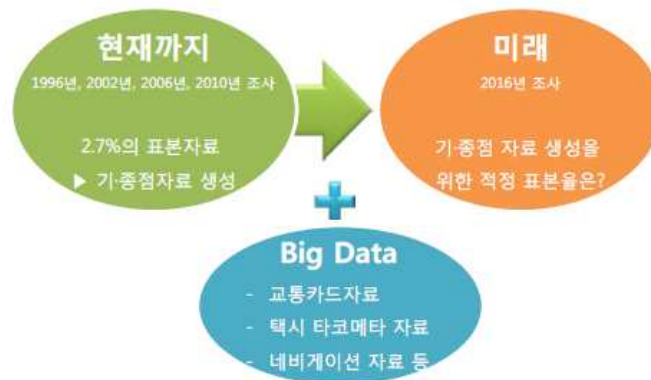 현재까지
1996년, 2002년, 2006년, 2010년 조사
2.7%의 표본자료
▶ 기·종점자료 생성
미래
2016년 조사
기·종점 자료 생성을
위한 적정 표본율은?
Big Data
- 교통카드자료
- 택시 타코메타 자료
- 네비게이션 자료 등